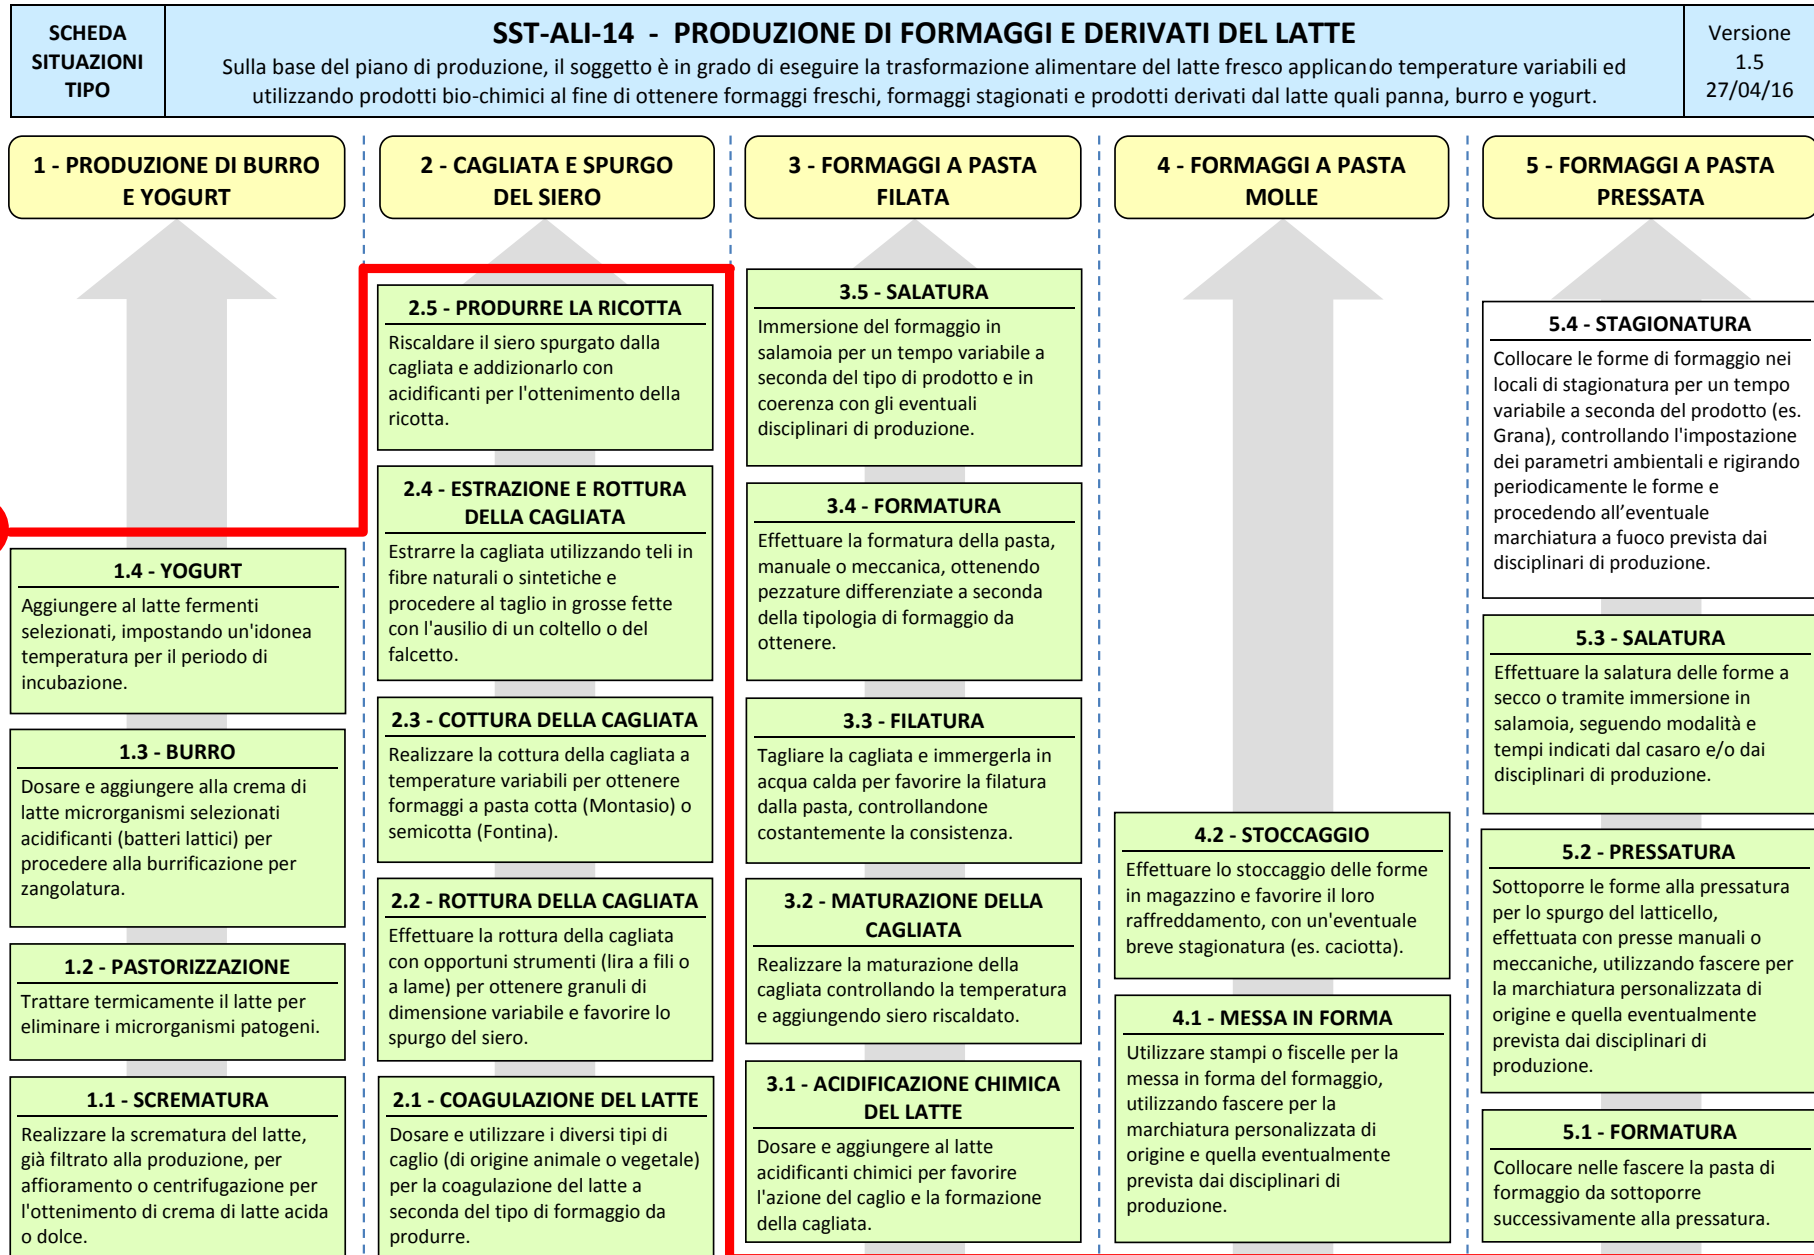 SCHEDA
SITUAZIONI
TIPO
SST-ALI-14 - PRODUZIONE DI FORMAGGI E DERIVATI DEL LATTE
Sulla base del piano di produzione, il soggetto è in grado di eseguire la trasformazione alimentare del latte fresco applicando temperature variabili ed
utilizzando prodotti bio-chimici al fine di ottenere formaggi freschi, formaggi stagionati e prodotti derivati dal latte quali panna, burro e yogurt.
Versione
1.5
27/04/16
1 - PRODUZIONE DI BURRO
E YOGURT
1.4 - YOGURT
Aggiungere al latte fermenti
selezionati, impostando un'idonea
temperatura per il periodo di
incubazione.
1.3 - BURRO
Dosare e aggiungere alla crema di
latte microrganismi selezionati
acidificanti (batteri lattici) per
procedere alla burrificazione per
zangolatura.
1.2 - PASTORIZZAZIONE
Trattare termicamente il latte per
eliminare i microrganismi patogeni.
1.1 - SCREMATURA
Realizzare la scrematura del latte,
già filtrato alla produzione, per
affioramento o centrifugazione per
l'ottenimento di crema di latte acida
o dolce.
2 - CAGLIATA E SPURGO
DEL SIERO
2.5 - PRODURRE LA RICOTTA
Riscaldare il siero spurgato dalla
cagliata e addizionarlo con
acidificanti per l'ottenimento della
ricotta.
2.4 - ESTRAZIONE E ROTTURA
DELLA CAGLIATA
Estrarre la cagliata utilizzando teli in
fibre naturali o sintetiche e
procedere al taglio in grosse fette
con l'ausilio di un coltello o del
falcetto.
2.3 - COTTURA DELLA CAGLIATA
Realizzare la cottura della cagliata a
temperature variabili per ottenere
formaggi a pasta cotta (Montasio) o
semicotta (Fontina).
2.2 - ROTTURA DELLA CAGLIATA
Effettuare la rottura della cagliata
con opportuni strumenti (lira a fili o
a lame) per ottenere granuli di
dimensione variabile e favorire lo
spurgo del siero.
2.1 - COAGULAZIONE DEL LATTE
Dosare e utilizzare i diversi tipi di
caglio (di origine animale o vegetale)
per la coagulazione del latte a
seconda del tipo di formaggio da
produrre.
3 - FORMAGGI A PASTA
FILATA
3.5 - SALATURA
Immersione del formaggio in
salamoia per un tempo variabile a
seconda del tipo di prodotto e in
coerenza con gli eventuali
disciplinari di produzione.
3.4 - FORMATURA
Effettuare la formatura della pasta,
manuale o meccanica, ottenendo
pezzature differenziate a seconda
della tipologia di formaggio da
ottenere.
3.3 - FILATURA
Tagliare la cagliata e immergerla in
acqua calda per favorire la filatura
dalla pasta, controllandone
costantemente la consistenza.
3.2 - MATURAZIONE DELLA
CAGLIATA
Realizzare la maturazione della
cagliata controllando la temperatura
e aggiungendo siero riscaldato.
3.1 - ACIDIFICAZIONE CHIMICA
DEL LATTE
Dosare e aggiungere al latte
acidificanti chimici per favorire
l'azione del caglio e la formazione
della cagliata.
4 - FORMAGGI A PASTA
MOLLE
4.2 - STOCCAGGIO
Effettuare lo stoccaggio delle forme
in magazzino e favorire il loro
raffreddamento, con un'eventuale
breve stagionatura (es. caciotta).
4.1 - MESSA IN FORMA
Utilizzare stampi o fiscelle per la
messa in forma del formaggio,
utilizzando fascere per la
marchiatura personalizzata di
origine e quella eventualmente
prevista dai disciplinari di
produzione.
5 - FORMAGGI A PASTA
PRESSATA
5.4 - STAGIONATURA
Collocare le forme di formaggio nei
locali di stagionatura per un tempo
variabile a seconda del prodotto (es.
Grana), controllando l'impostazione
dei parametri ambientali e rigirando
periodicamente le forme e
procedendo all’eventuale
marchiatura a fuoco prevista dai
disciplinari di produzione.
5.3 - SALATURA
Effettuare la salatura delle forme a
secco o tramite immersione in
salamoia, seguendo modalità e
tempi indicati dal casaro e/o dai
disciplinari di produzione.
5.2 - PRESSATURA
Sottoporre le forme alla pressatura
per lo spurgo del latticello,
effettuata con presse manuali o
meccaniche, utilizzando fascere per
la marchiatura personalizzata di
origine e quella eventualmente
prevista dai disciplinari di
produzione.
5.1 - FORMATURA
Collocare nelle fascere la pasta di
formaggio da sottoporre
successivamente alla pressatura.